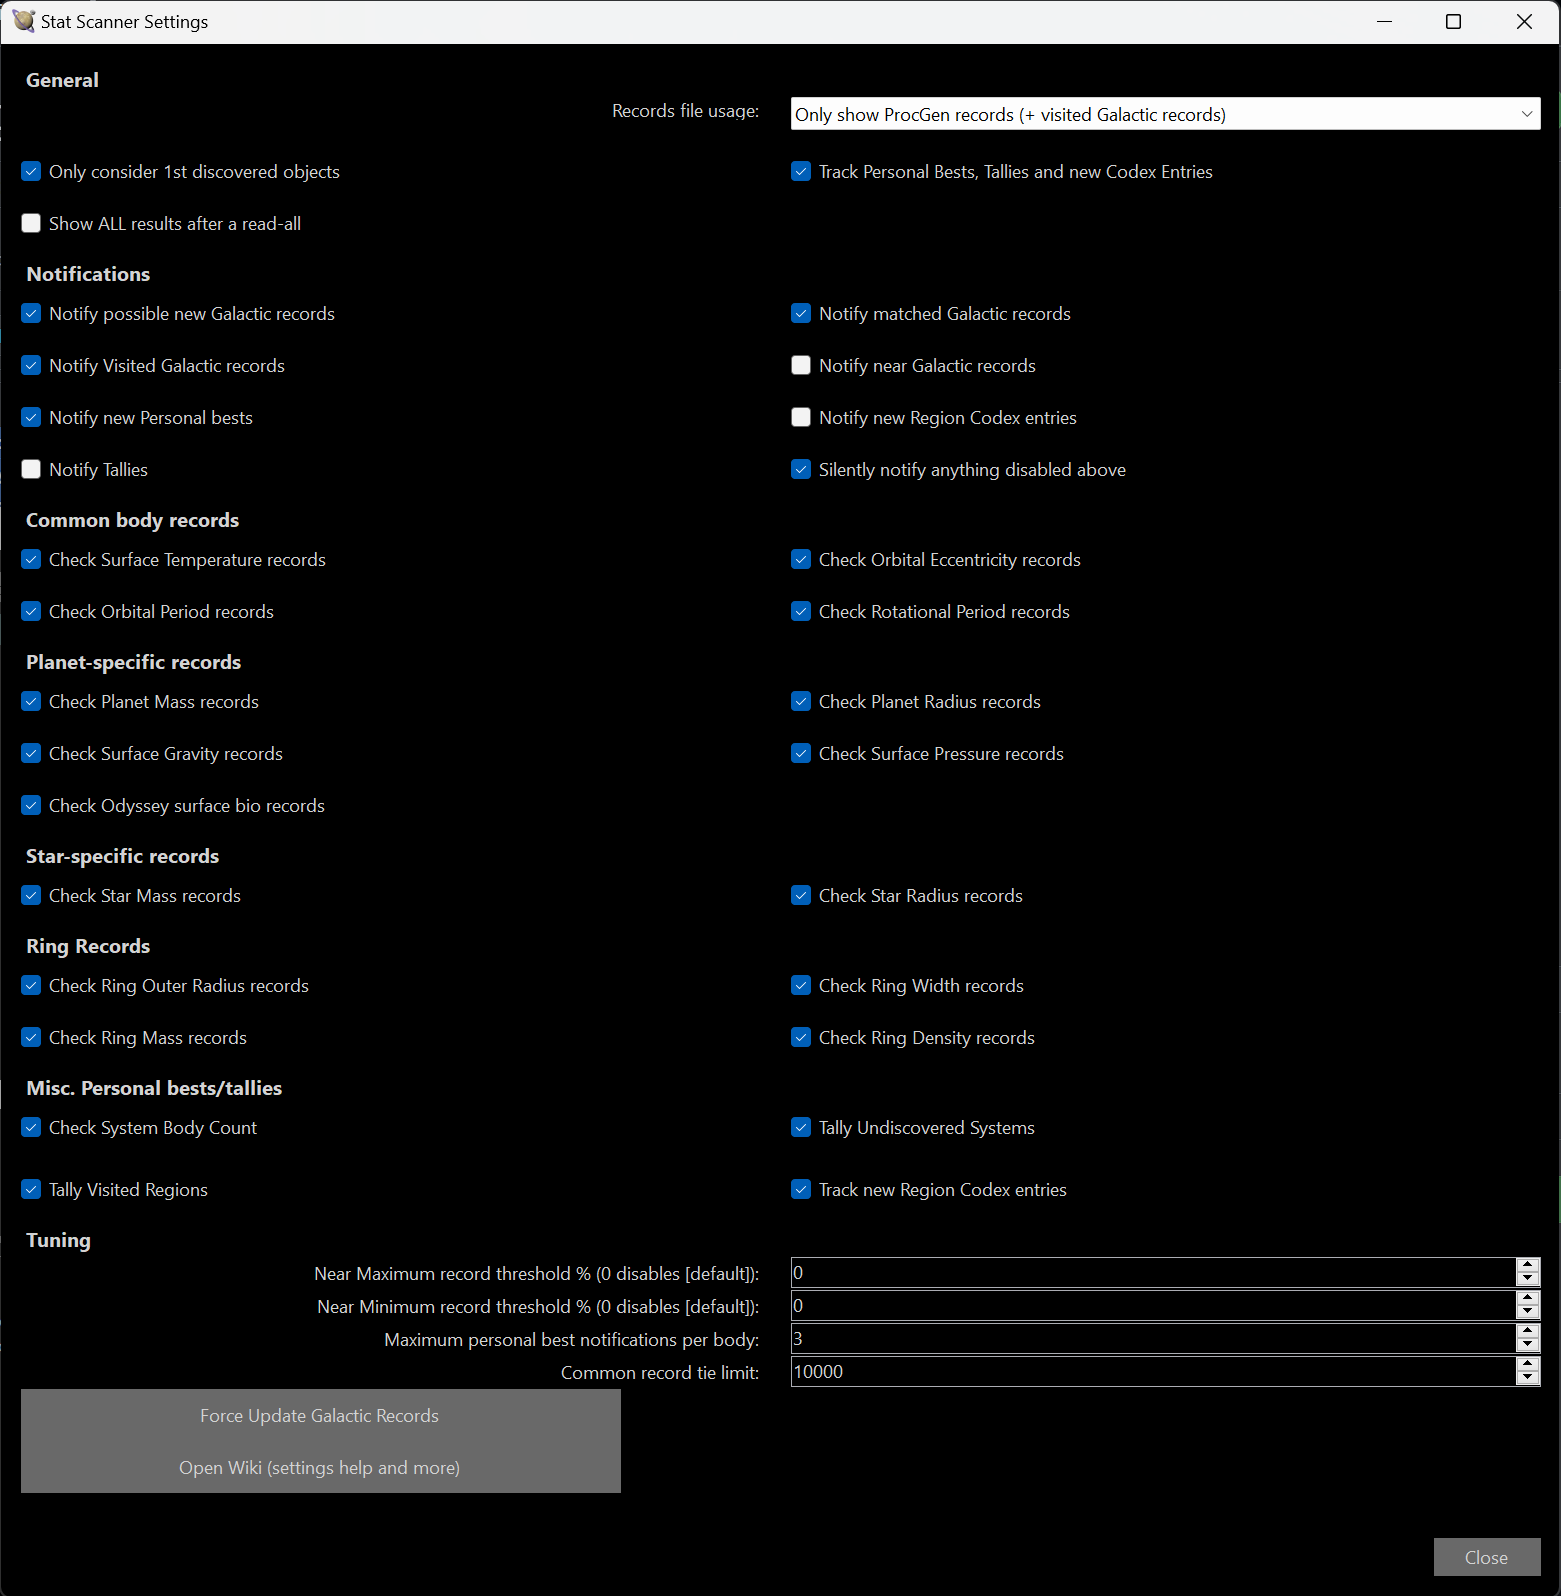 Stat Scanner Settings
General
Records file usage: Only show ProcGen records (+ visited Galactic records)
Only consider 1st discovered objects Track Personal Bests, Tallies and new Codex Entries
Show ALL results after a read-all
Notifications
Notify possible new Galactic records Notify matched Galactic records
Notify Visited Galactic records Notify near Galactic records
Notify new Personal bests Notify new Region Codex entries
Notify Tallies Silently notify anything disabled above
Common body records
Check Surface Temperature records Check Orbital Eccentricity records
Check Orbital Period records Check Rotational Period records
Planet-specific records
Check Planet Mass records Check Planet Radius records
Check Surface Gravity records Check Surface Pressure records
Check Odyssey surface bio records
Star-specific records
Check Star Mass records Check Star Radius records
Ring Records
Check Ring Outer Radius records Check Ring Width records
Check Ring Mass records Check Ring Density records
Misc. Personal bests/tallies
Check System Body Count Tally Undiscovered Systems
Tally Visited Regions Track new Region Codex entries
Tuning
Near Maximum record threshold % (0 disables [default]): 0
Near Minimum record threshold % (0 disables [default]): 0
Maximum personal best notifications per body: 3
Common record tie limit: 10000
Force Update Galactic Records
Open Wiki (settings help and more)
Close